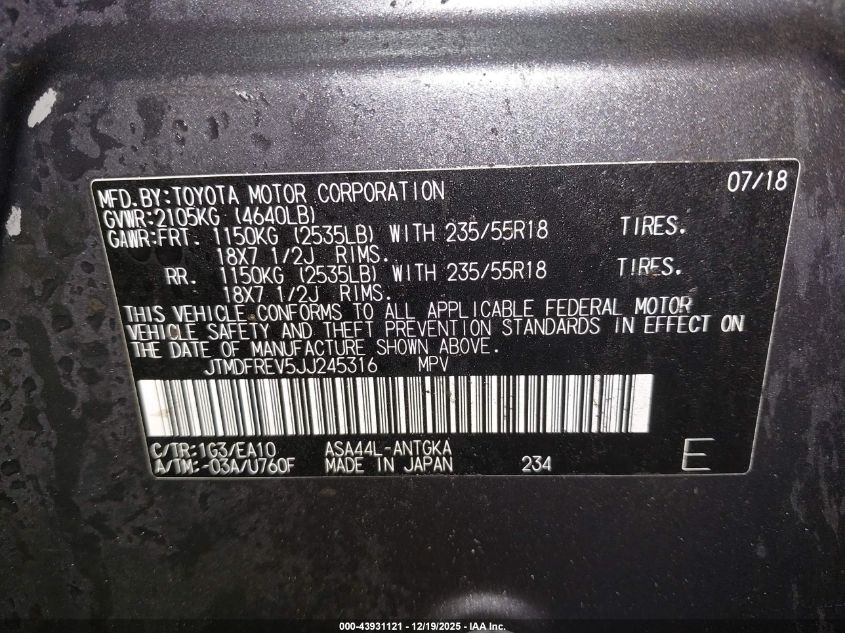 MFD.BY:TOYOTA MOTOR CORPORATION 07/18
GVWR:2105KG (4640LB)
GAWR:FRT. 1150KG (2535LB) WITH 235/55R18 TIRES.
18X7 1/2J RIMS.
RR. 1150KG (2535LB) WITH 235/55R18 TIRES.
18X7 1/2J RIMS.
THIS VEHICLE CONFORMS TO ALL APPLICABLE FEDERAL MOTOR
VEHICLE SAFETY AND THEFT PREVENTION STANDARDS IN EFFECT ON
THE DATE OF MANUFACTURE SHOWN ABOVE.
JTMDFREV5JJ245316 MPV
C/TR:1G3/EA10 ASA44L-ANTGKA
A/TM:-03A/U760F MADE IN JAPAN 234 E
000-43931121 - 12/19/2025 - IAA Inc.